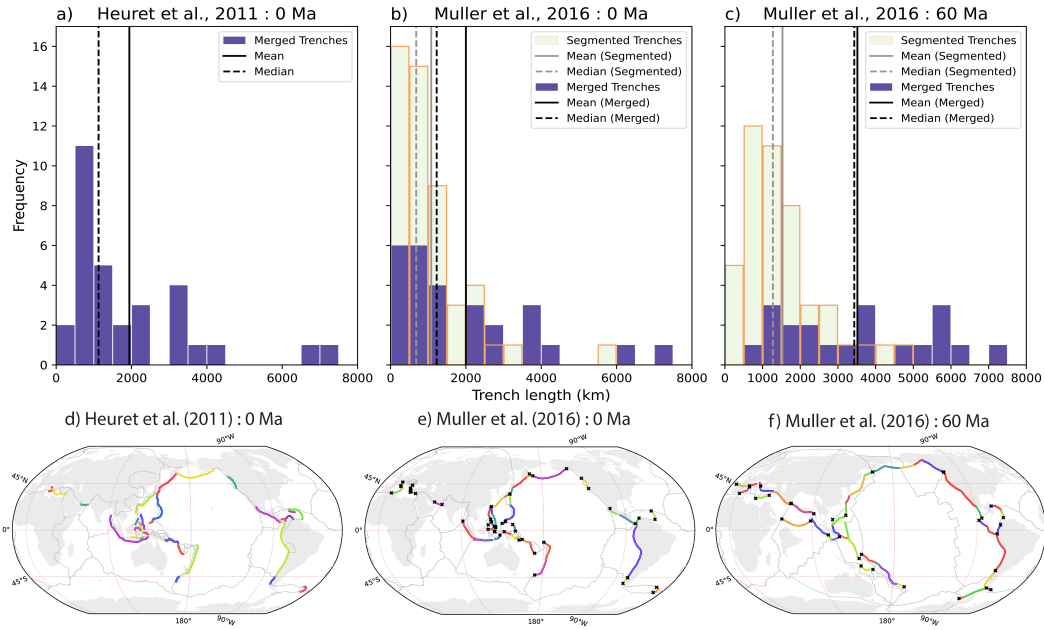 a) Heuret et al., 2011 : 0 Ma
b) Muller et al., 2016 : 0 Ma
c) Muller et al., 2016 : 60 Ma
Merged Trenches
Mean
Median
Segmented Trenches
Mean (Segmented)
Median (Segmented)
Merged Trenches
Mean (Merged)
Median (Merged)
Segmented Trenches
Mean (Segmented)
Median (Segmented)
Merged Trenches
Mean (Merged)
Median (Merged)
Frequency
16
14
12
10
8
6
4
2
0
0 2000 4000 6000 8000
0 2000 4000 6000 8000
0 1000 2000 3000 4000 5000 6000 7000 8000
Trench length (km)
d) Heuret et al. (2011) : 0 Ma
e) Muller et al. (2016) : 0 Ma
f) Muller et al. (2016) : 60 Ma
90°W
45°N
0°
45°S
180°
90°W
90°W
45°N
0°
45°S
180°
90°W
90°W
45°N
0°
45°S
180°
90°W